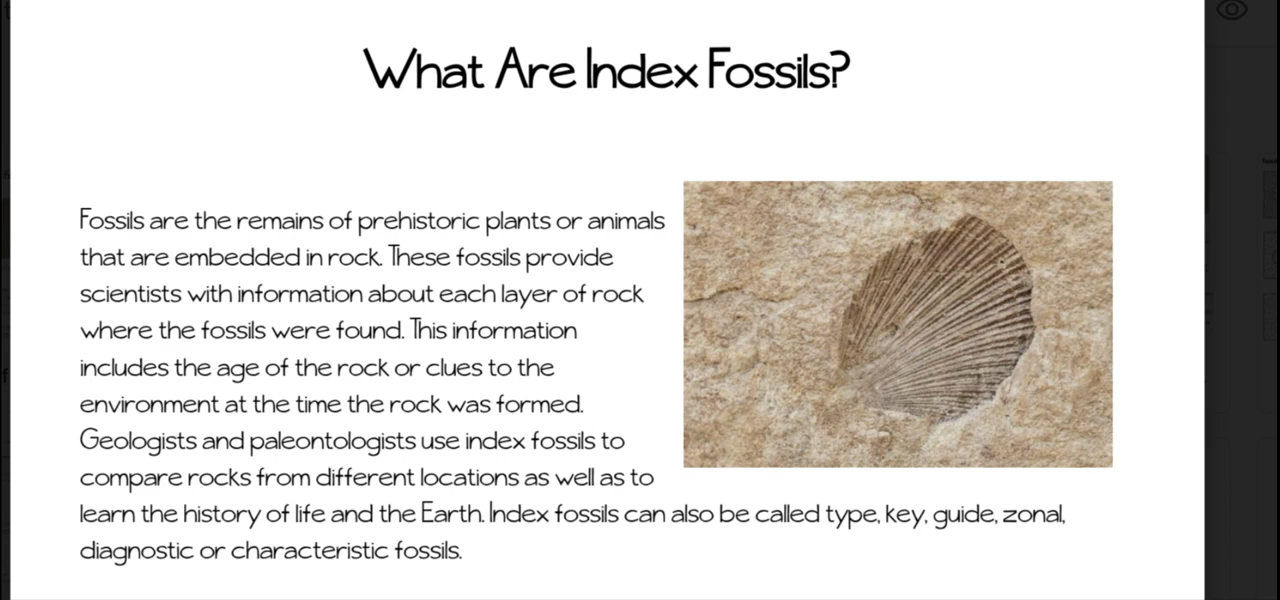 What Are Index Fossils?
Fossils are the remains of prehistoric plants or animals
that are embedded in rock. These fossils provide
scientists with information about each layer of rock
where the fossils were found. This information
includes the age of the rock or clues to the
environment at the time the rock was formed.
Geologists and paleontologists use index fossils to
compare rocks from different locations as well as to
learn the history of life and the Earth. Index fossils can also be called type, key, guide, zonal,
diagnostic or characteristic fossils.